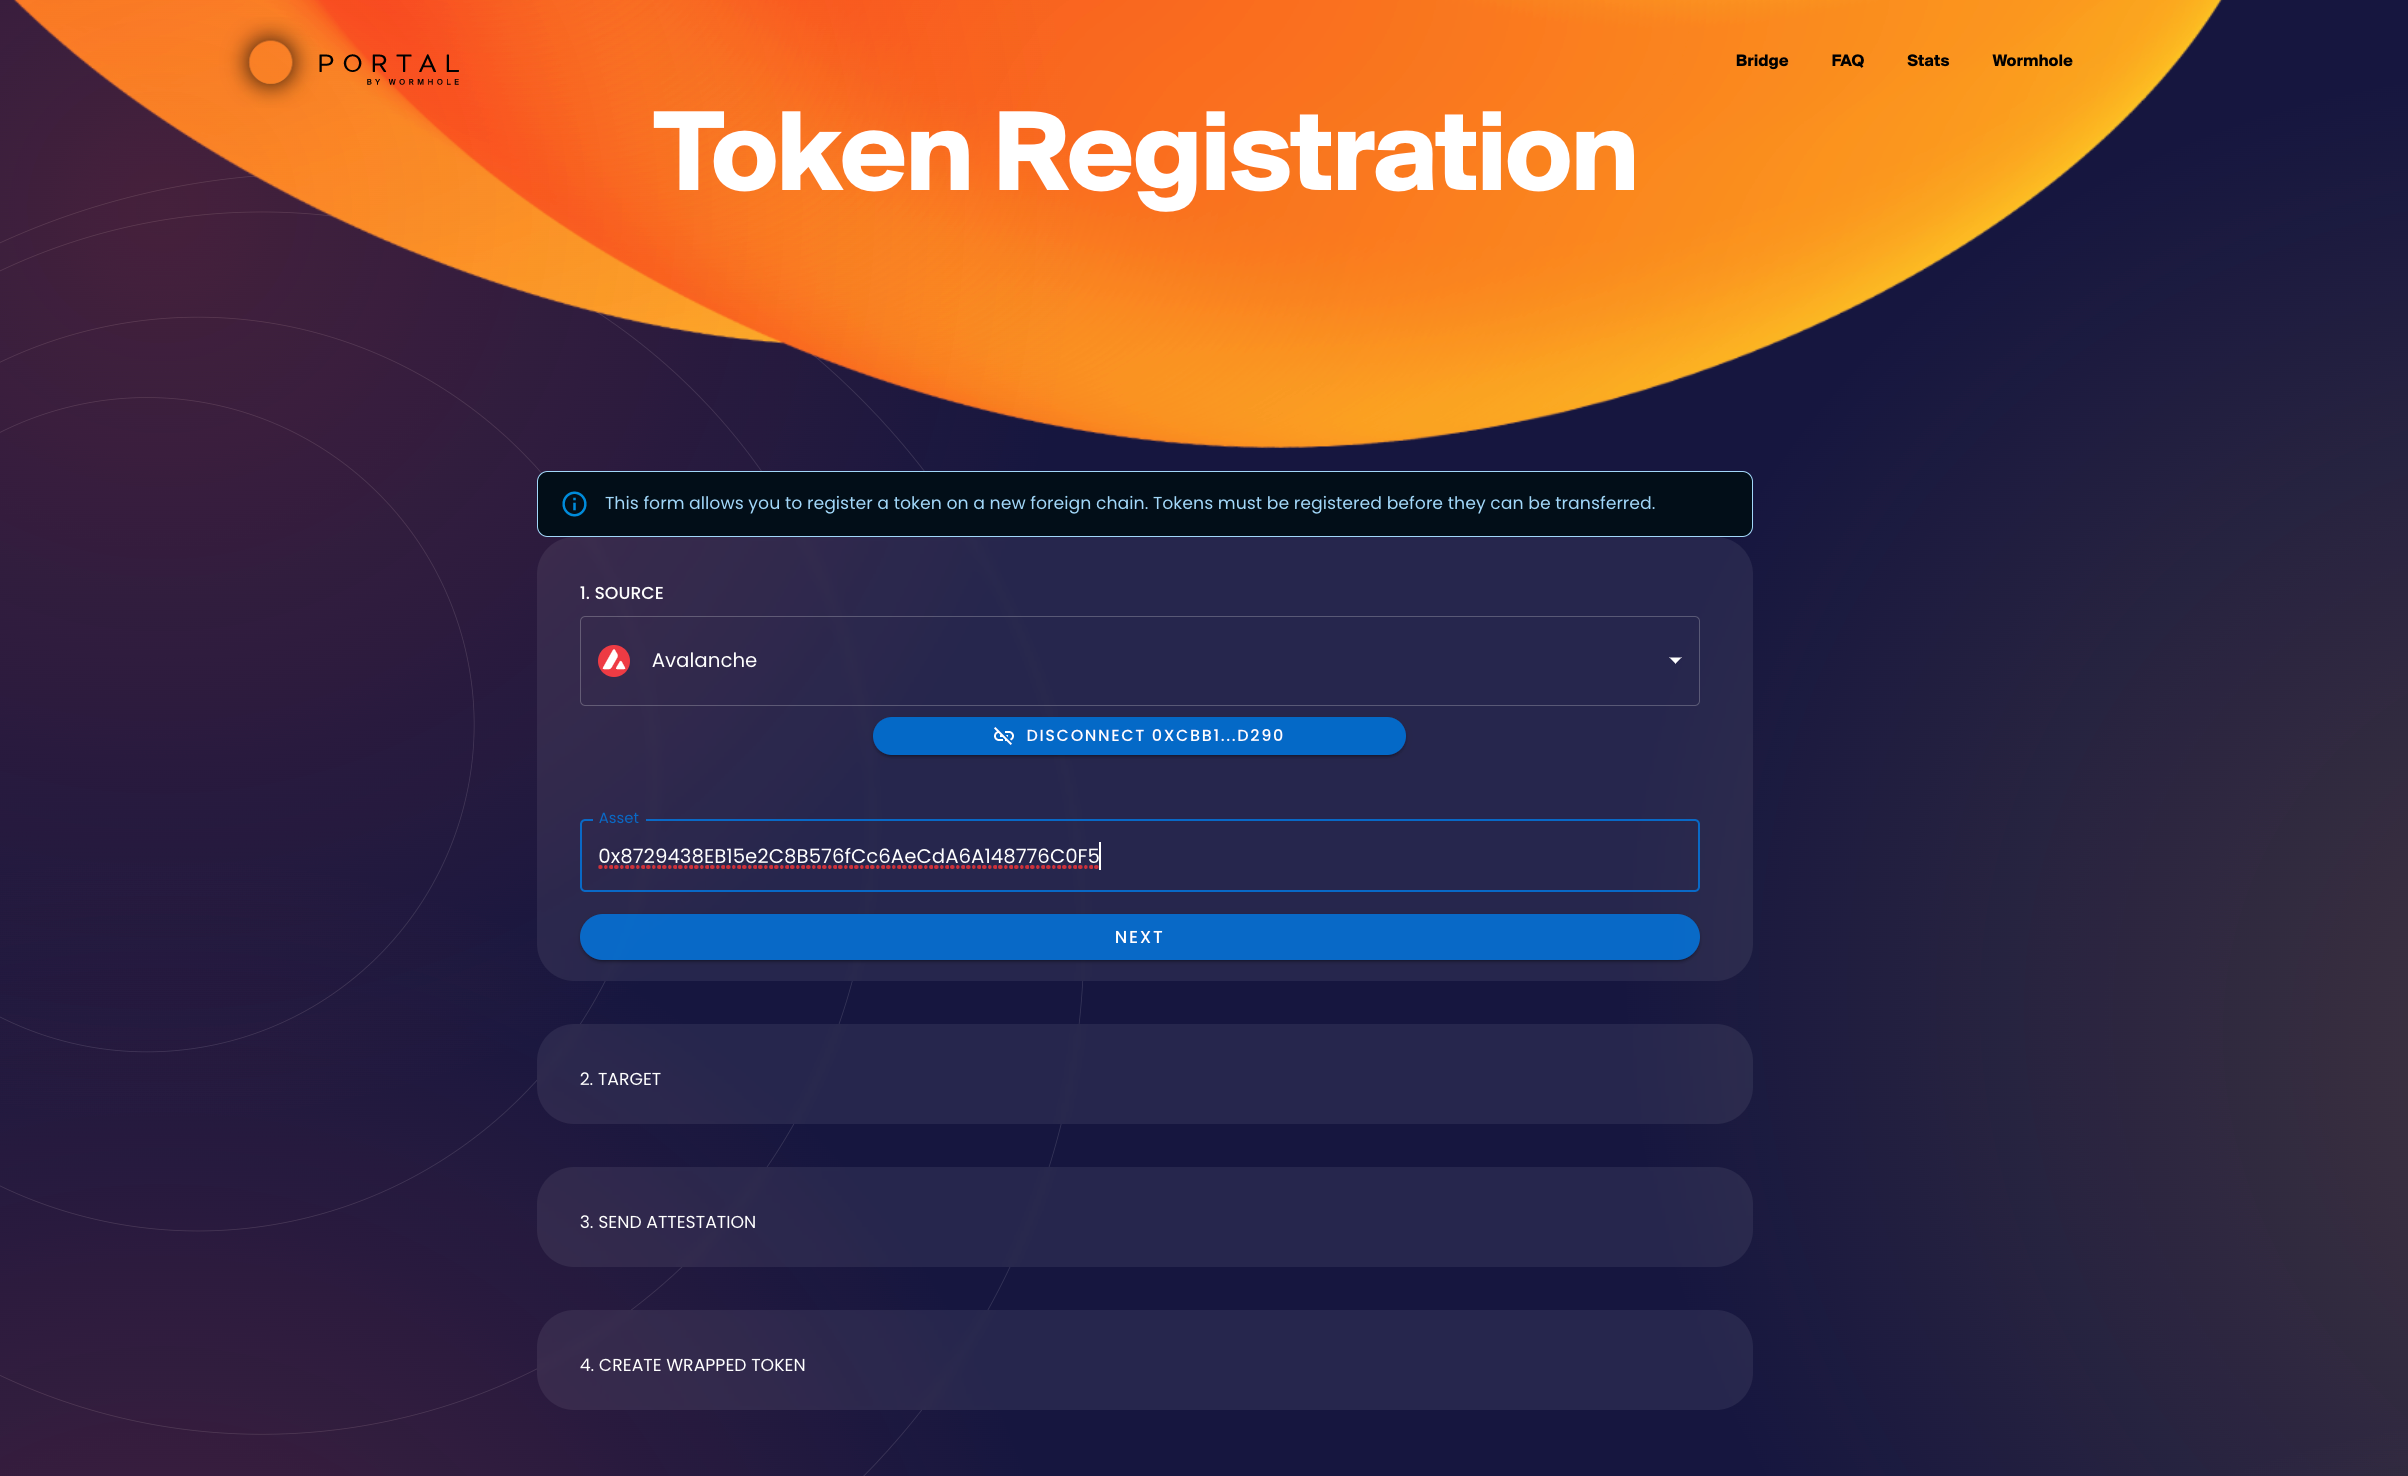 PORTAL
BY WORMHOLE
Bridge FAQ Stats Wormhole
Token Registration
This form allows you to register a token on a new foreign chain. Tokens must be registered before they can be transferred.
1. SOURCE
Avalanche
DISCONNECT 0XCBB1...D290
Asset
0x8729438EB15e2C8B576fCc6AeCdA6A148776C0F5
NEXT
2. TARGET
3. SEND ATTESTATION
4. CREATE WRAPPED TOKEN